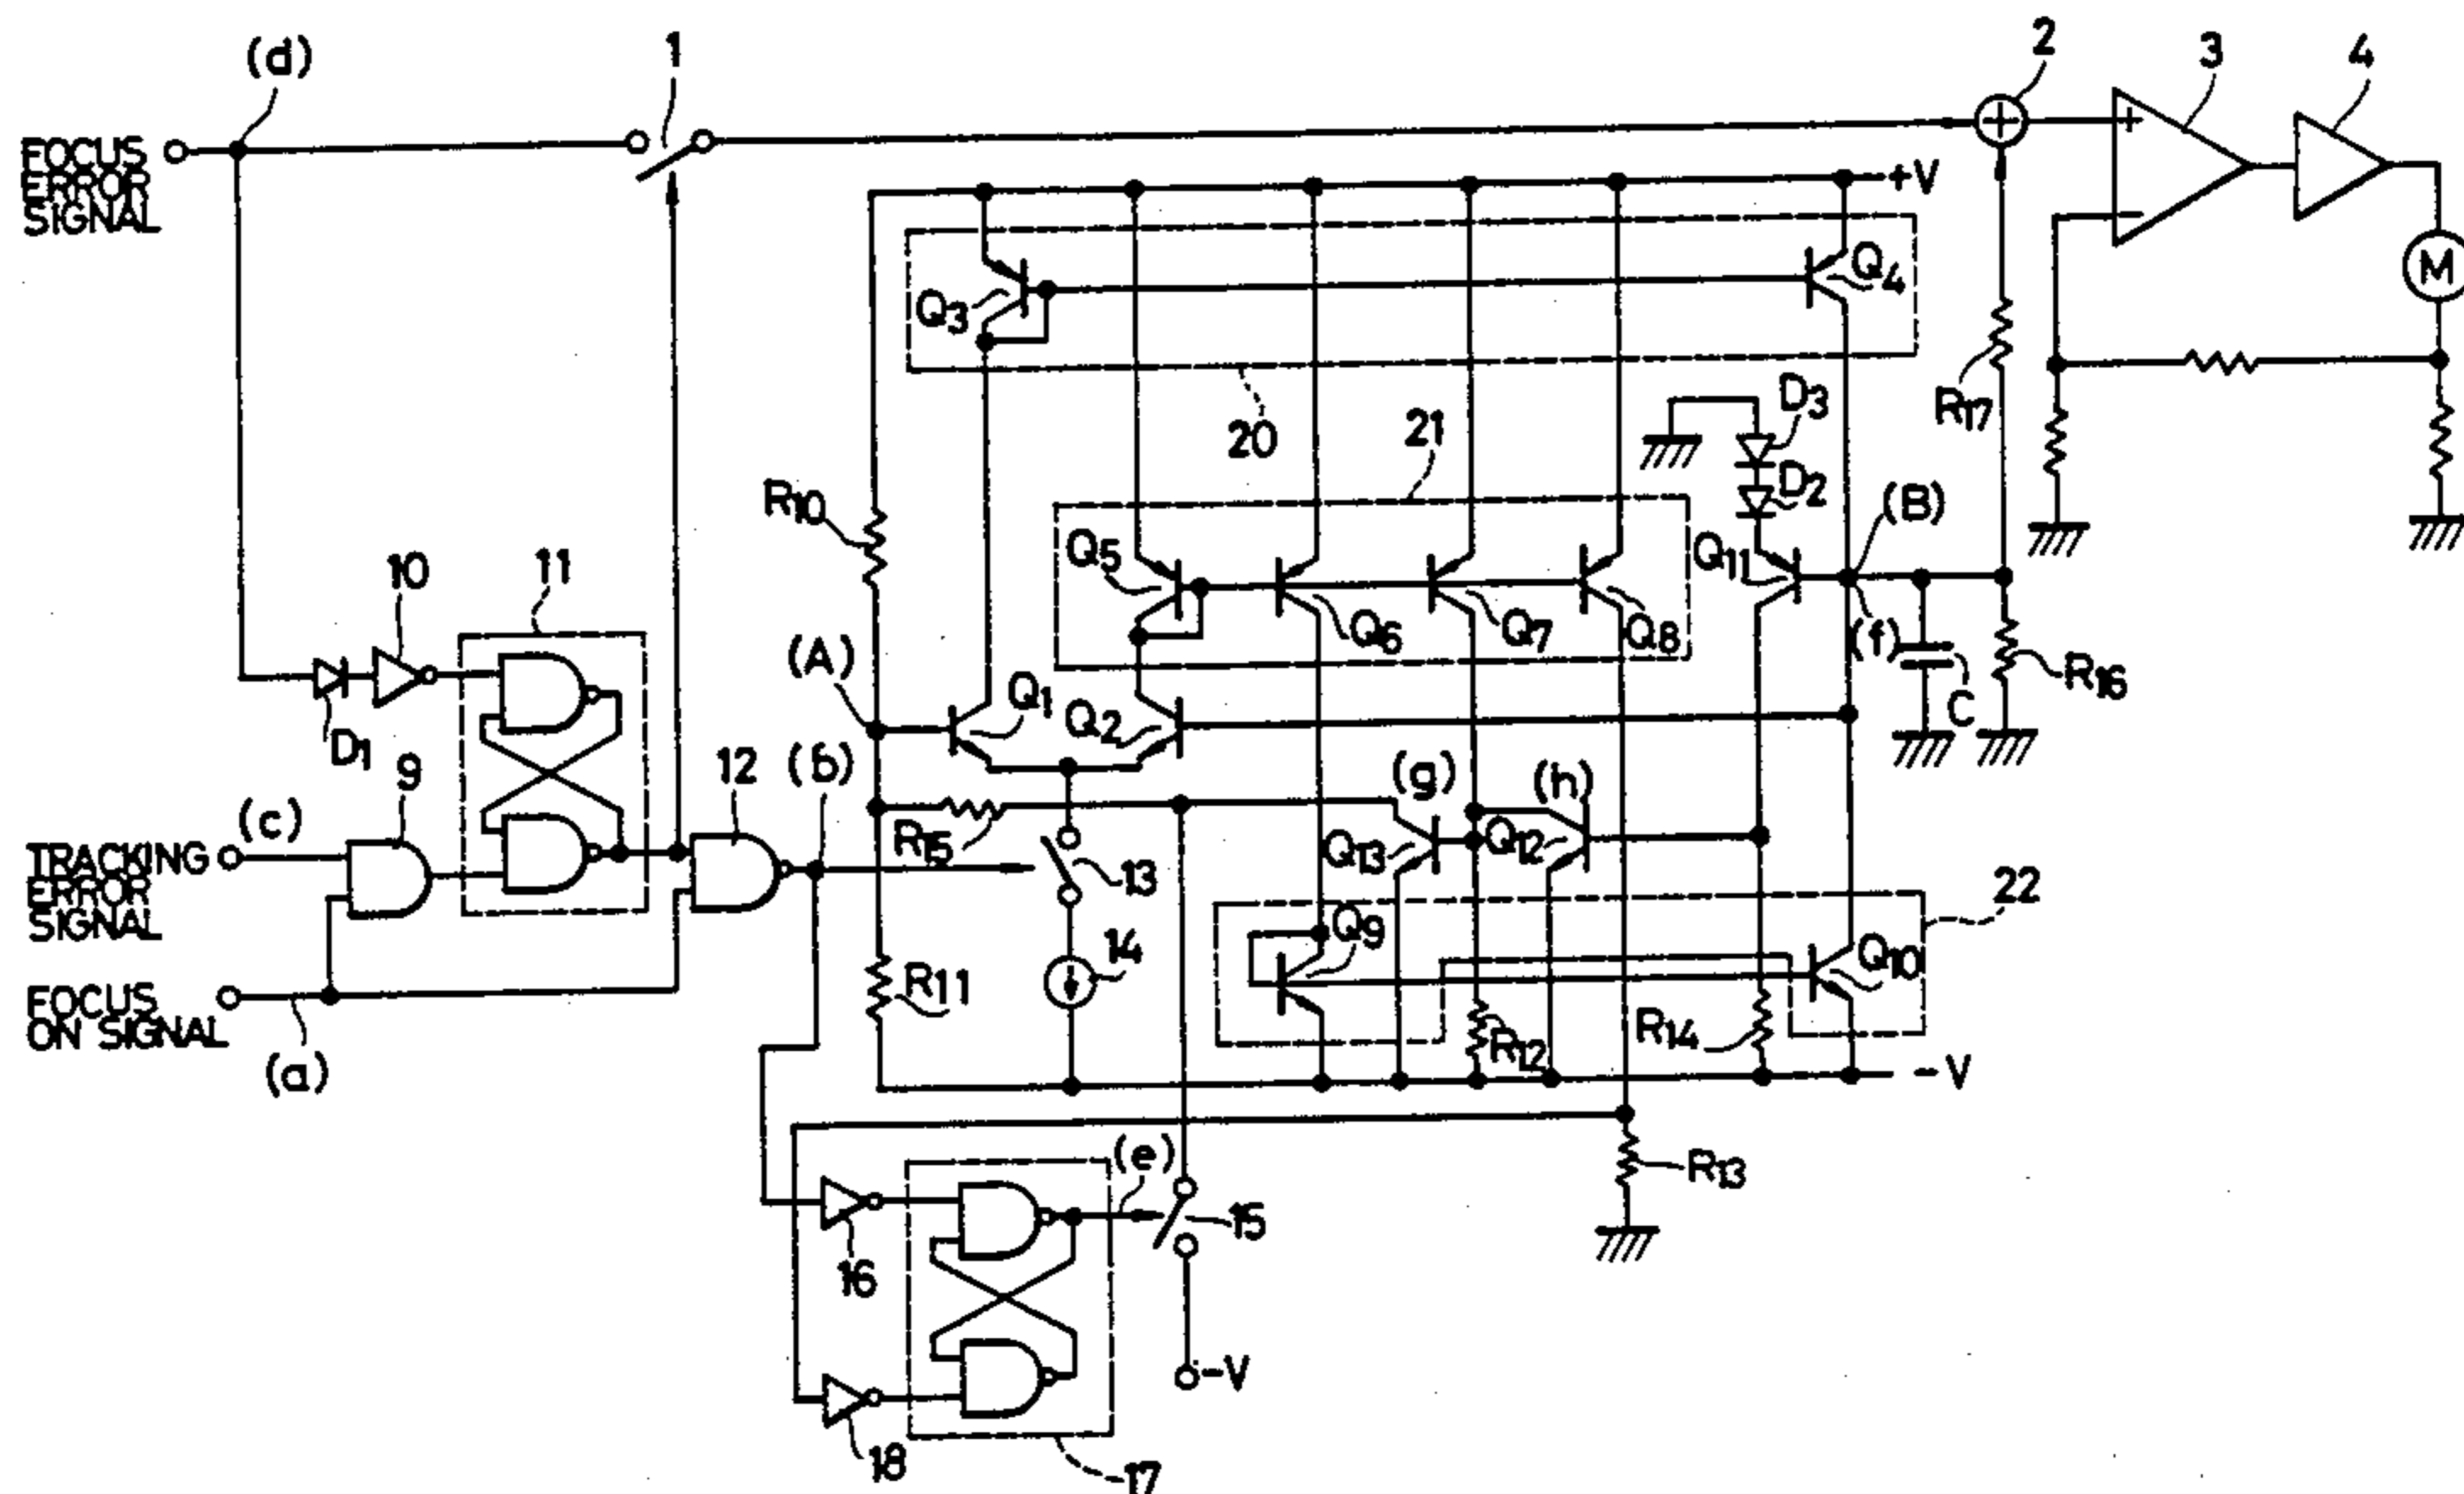 (d)
1
2
3
4
FOCUS
ERROR
SIGNAL
+
+
+V
−
M
Q4
Q3
20
21
D3
R17
D2
R10
(B)
Q5
Q11
10
11
Q6
Q7
Q8
(f)
(A)
R16
C
Q1
Q2
D1
9
12
(b)
(g)
(h)
(c)
TRACKING
ERROR
SIGNAL
R15
Q13
Q12
13
22
Q9
14
Q10
R11
R12
R14
FOCUS
ON SIGNAL
(a)
-V
(e)
R13
15
16
-V
18
17